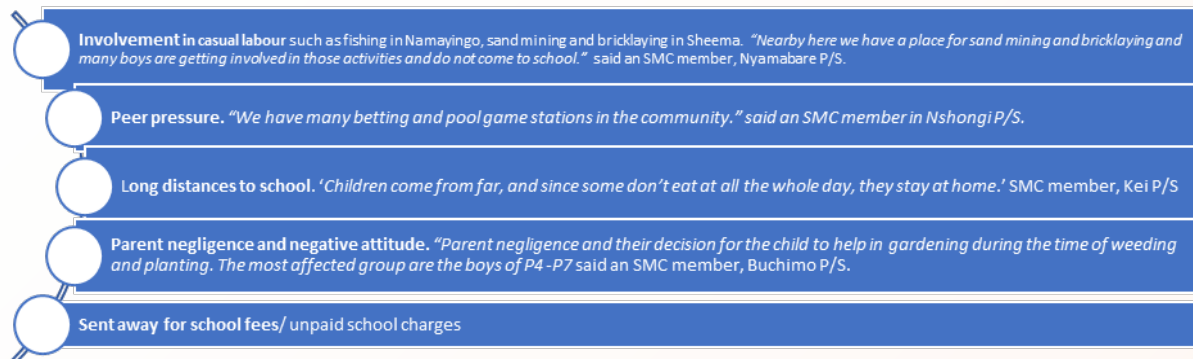 Involvement in casual labour such as fishing in Namayingo, sand mining and bricklaying in Sheema. "Nearby here we have a place for sand mining and bricklaying and
many boys are getting involved in those activities and do not come to school." said an SMC member, Nyamabare P/S.
Peer pressure. "We have many betting and pool game stations in the community." said an SMC member in Nshongi P/S.
Long distances to school. 'Children come from far, and since some don't eat at all the whole day, they stay at home.' SMC member, Kei P/S
Parent negligence and negative attitude. "Parent negligence and their decision for the child to help in gardening during the time of weeding
and planting. The most affected group are the boys of P4 -P7 said an SMC member, Buchimo P/S.
Sent away for school fees/ unpaid school charges